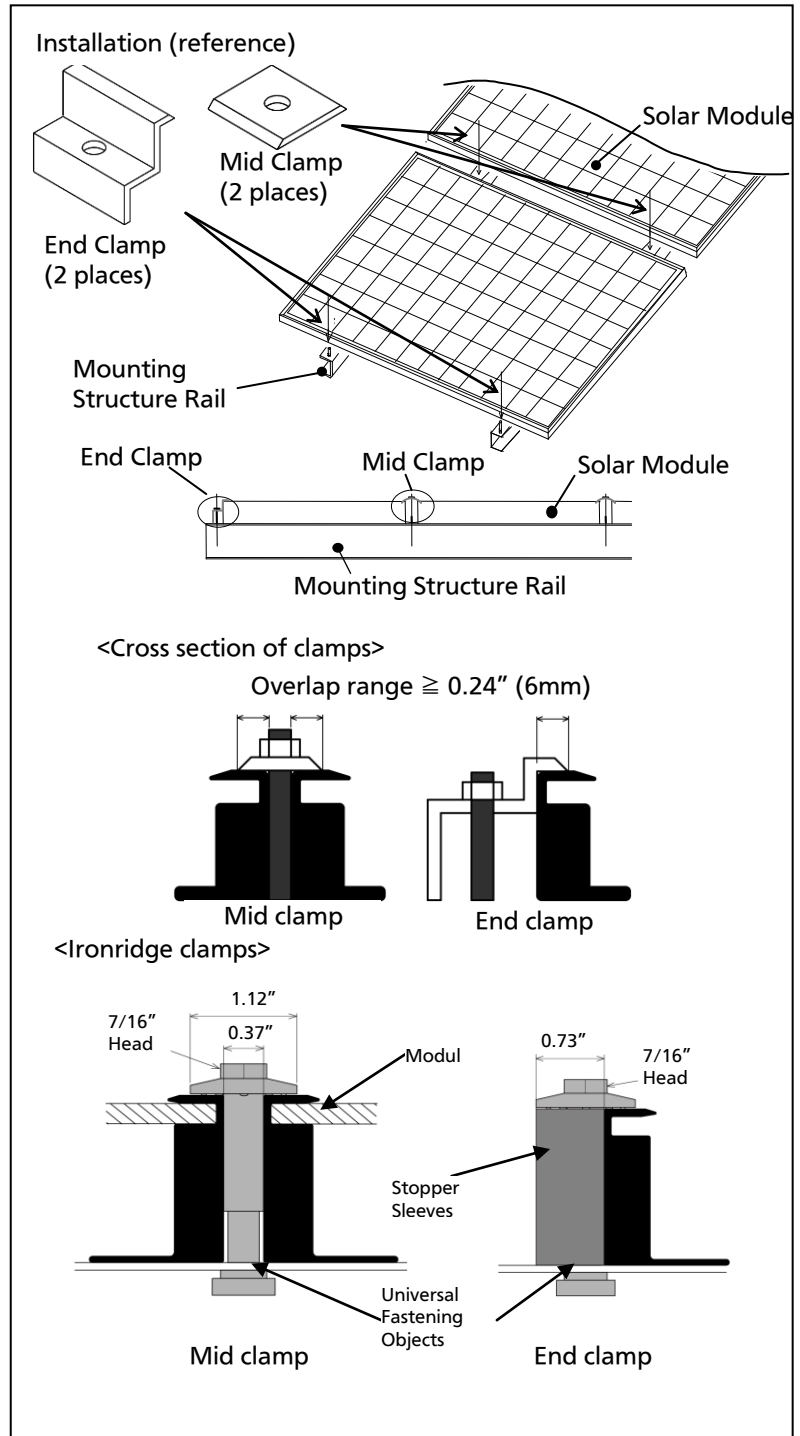 Installation (reference)
Solar Module
Mid Clamp
(2 places)
End Clamp
(2 places)
Mounting
Structure Rail
End Clamp
Mid Clamp
Solar Module
Mounting Structure Rail
<Cross section of clamps>
Overlap range ≧ 0.24” (6mm)
Mid clamp
End clamp
<Ironridge clamps>
1.12”
7/16”
Head
0.37”
Modul
0.73”
7/16”
Head
Stopper
Sleeves
Universal
Fastening
Objects
Mid clamp
End clamp